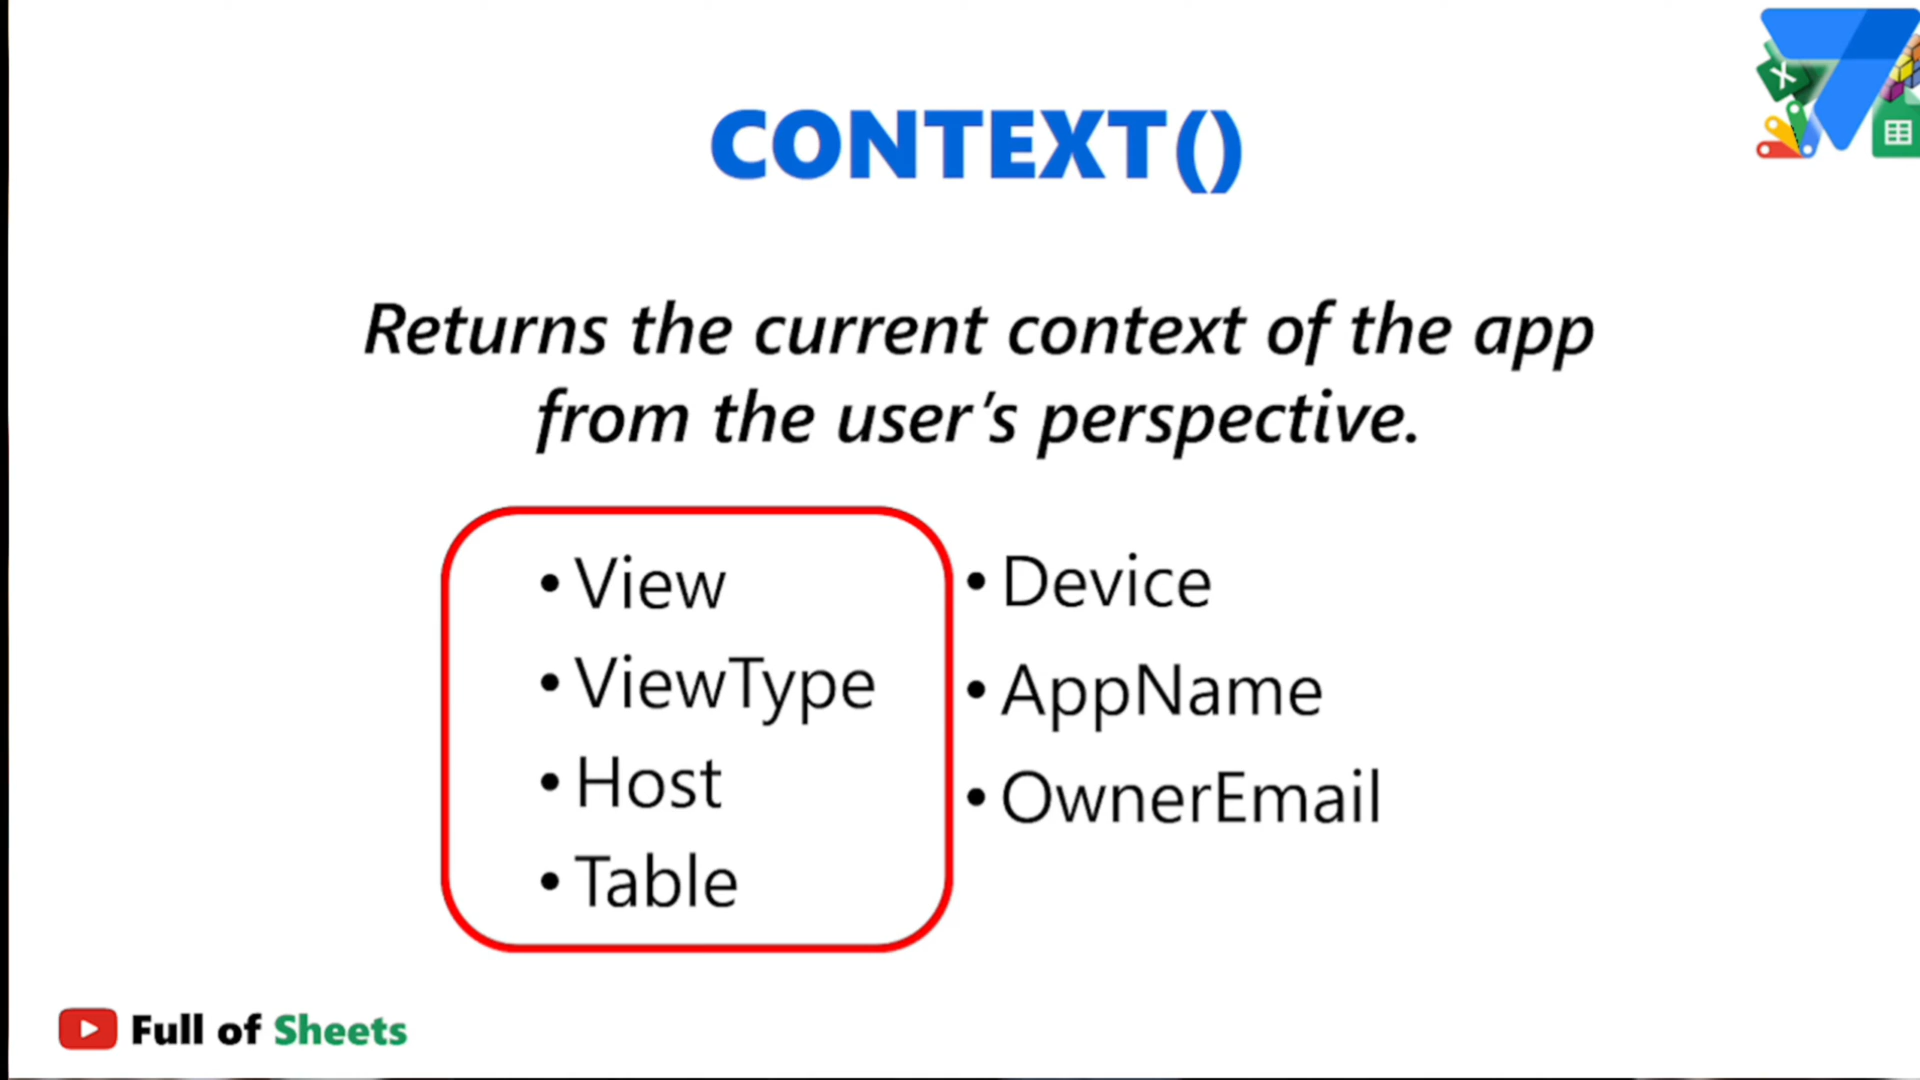 CONTEXT()
Returns the current context of the app
from the user's perspective.
• View
• ViewType
• Host
• Table
• Device
• AppName
• OwnerEmail
Full of Sheets